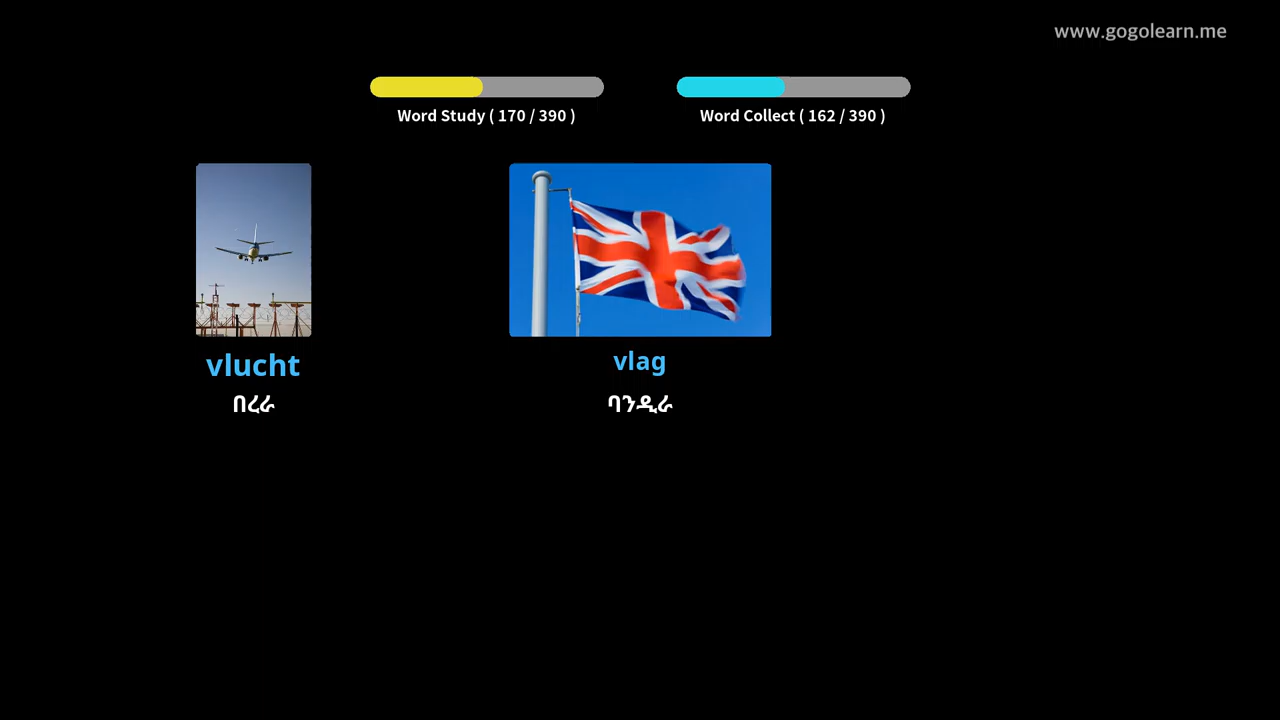 www.gogolearn.me
Word Study ( 170 / 390 )
Word Collect ( 162 / 390 )
vlucht
በረራ
vlag
ባንዲራ